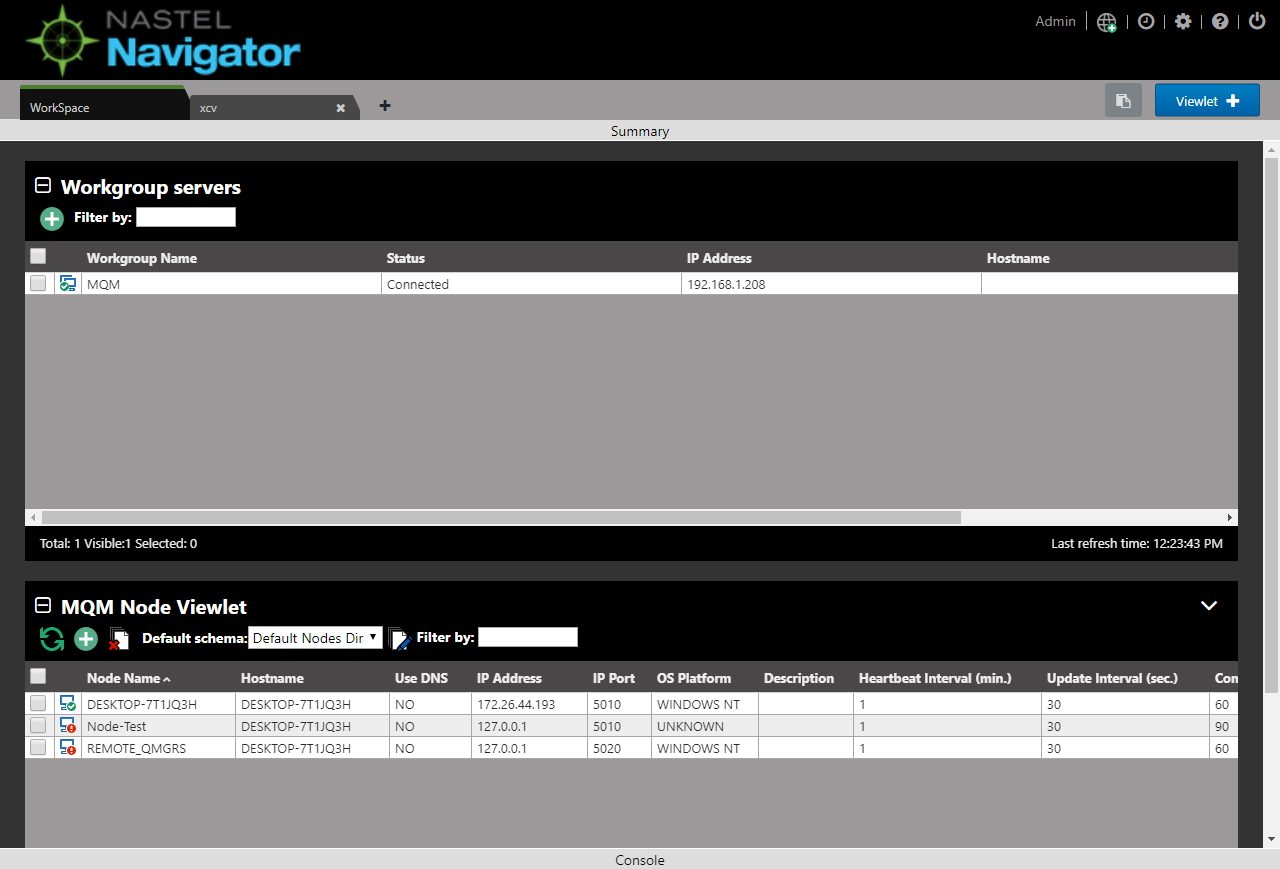 NASTEL
Navigator
Admin
WorkSpace
xcv
Viewlet
Summary
Workgroup servers
Filter by:
Workgroup Name Status IP Address Hostname
MQM Connected 192.168.1.208
Total: 1 Visible:1 Selected: 0
Last refresh time: 12:23:43 PM
MQM Node Viewlet
Default schema: Default Nodes Dir Filter by:
Node Name Hostname Use DNS IP Address IP Port OS Platform Description Heartbeat Interval (min.) Update Interval (sec.) Con
DESKTOP-7T1JQ3H DESKTOP-7T1JQ3H NO 172.26.44.193 5010 WINDOWS NT 1 30 60
Node-Test DESKTOP-7T1JQ3H NO 127.0.0.1 5010 UNKNOWN 1 30 90
REMOTE_QMGRS DESKTOP-7T1JQ3H NO 127.0.0.1 5020 WINDOWS NT 1 30 60
Console